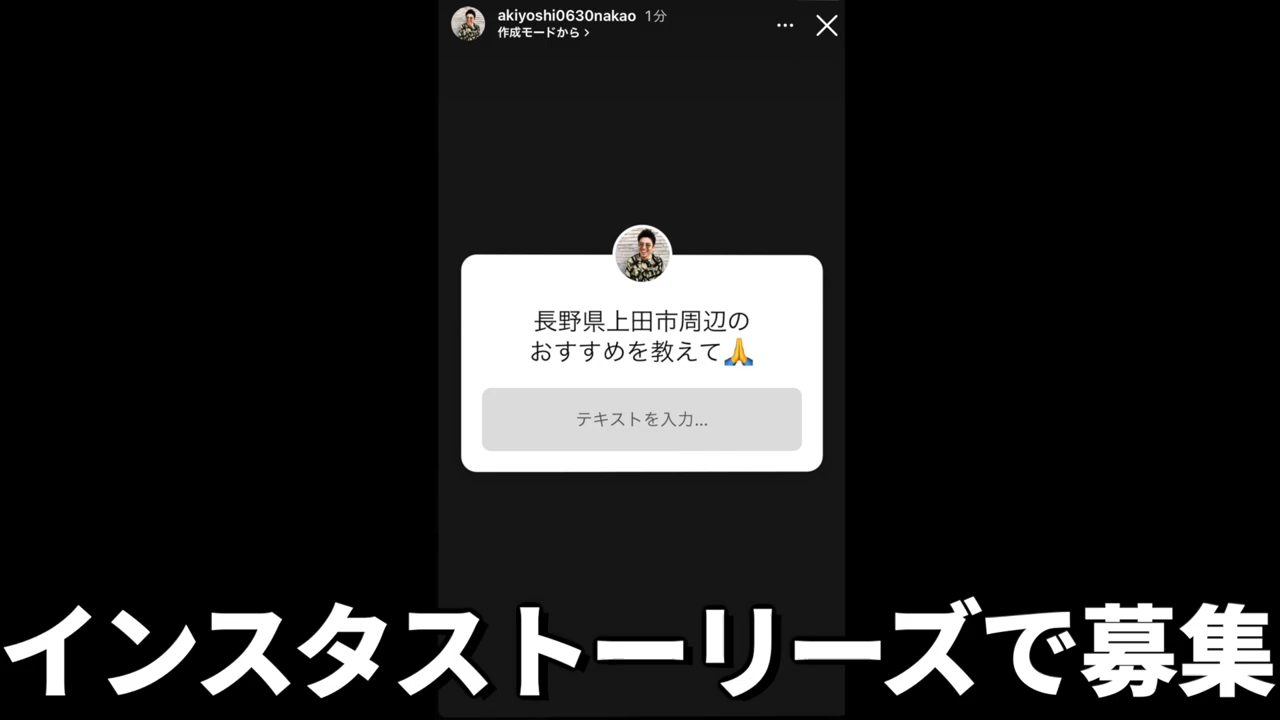 akiyoshi0630nakao 1分
作成モードから >
長野県上田市周辺の
おすすめを教えて🙏
テキストを入力...
インスタストーリーズで募集